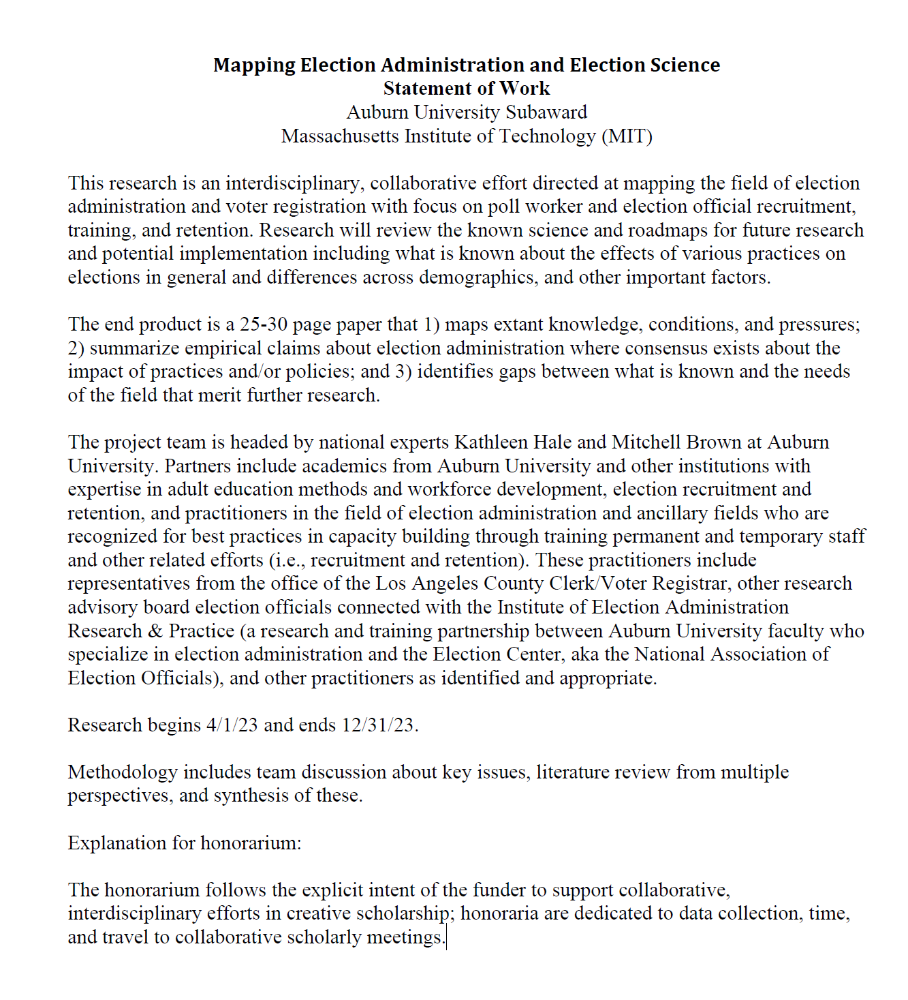 Mapping Election Administration and Election Science
Statement of Work
Auburn University Subaward
Massachusetts Institute of Technology (MIT)
This research is an interdisciplinary, collaborative effort directed at mapping the field of election
administration and voter registration with focus on poll worker and election official recruitment,
training, and retention. Research will review the known science and roadmaps for future research
and potential implementation including what is known about the effects of various practices on
elections in general and differences across demographics, and other important factors.
The end product is a 25-30 page paper that 1) maps extant knowledge, conditions, and pressures;
2) summarize empirical claims about election administration where consensus exists about the
impact of practices and/or policies; and 3) identifies gaps between what is known and the needs
of the field that merit further research.
The project team is headed by national experts Kathleen Hale and Mitchell Brown at Auburn
University. Partners include academics from Auburn University and other institutions with
expertise in adult education methods and workforce development, election recruitment and
retention, and practitioners in the field of election administration and ancillary fields who are
recognized for best practices in capacity building through training permanent and temporary staff
and other related efforts (i.e., recruitment and retention). These practitioners include
representatives from the office of the Los Angeles County Clerk/Voter Registrar, other research
advisory board election officials connected with the Institute of Election Administration
Research & Practice (a research and training partnership between Auburn University faculty who
specialize in election administration and the Election Center, aka the National Association of
Election Officials), and other practitioners as identified and appropriate.
Research begins 4/1/23 and ends 12/31/23.
Methodology includes team discussion about key issues, literature review from multiple
perspectives, and synthesis of these.
Explanation for honorarium:
The honorarium follows the explicit intent of the funder to support collaborative,
interdisciplinary efforts in creative scholarship; honoraria are dedicated to data collection, time,
and travel to collaborative scholarly meetings.